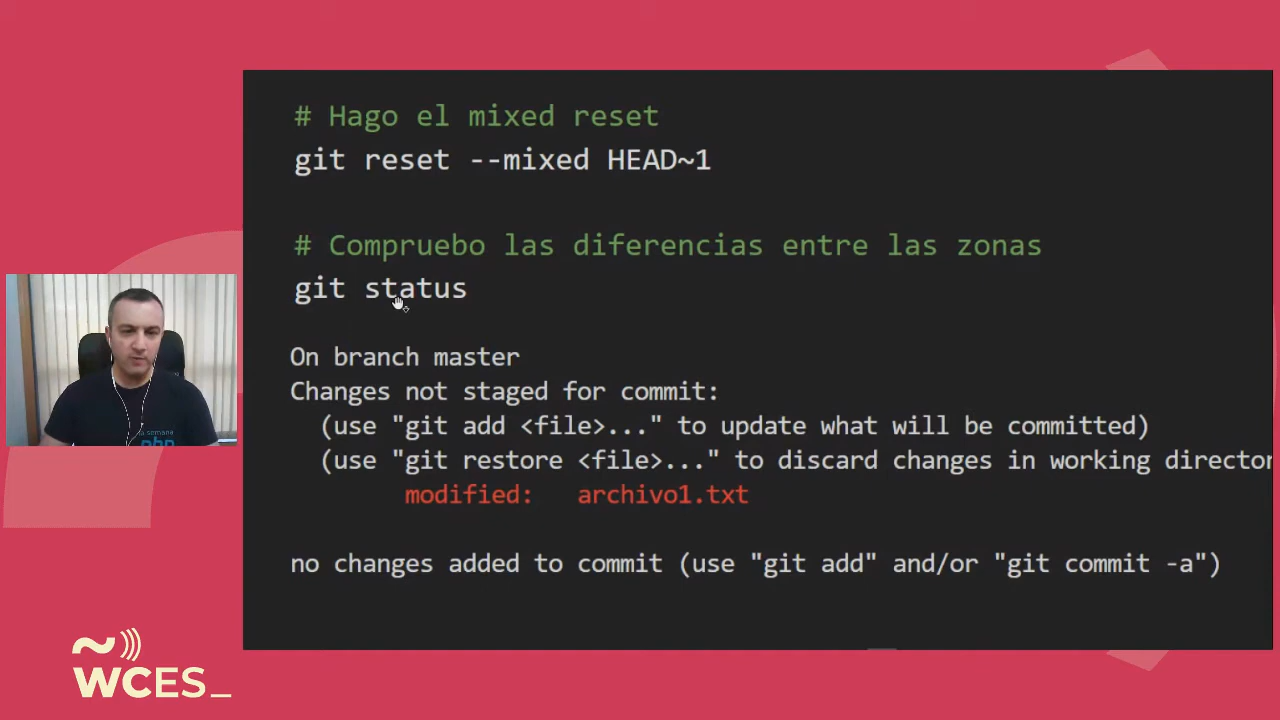 # Hago el mixed reset
git reset --mixed HEAD~1
# Compruebo las diferencias entre las zonas
git status
On branch master
Changes not staged for commit:
(use "git add <file>..." to update what will be committed)
(use "git restore <file>..." to discard changes in working director
modified: archivo1.txt
no changes added to commit (use "git add" and/or "git commit -a")
la semana
php
WCES_